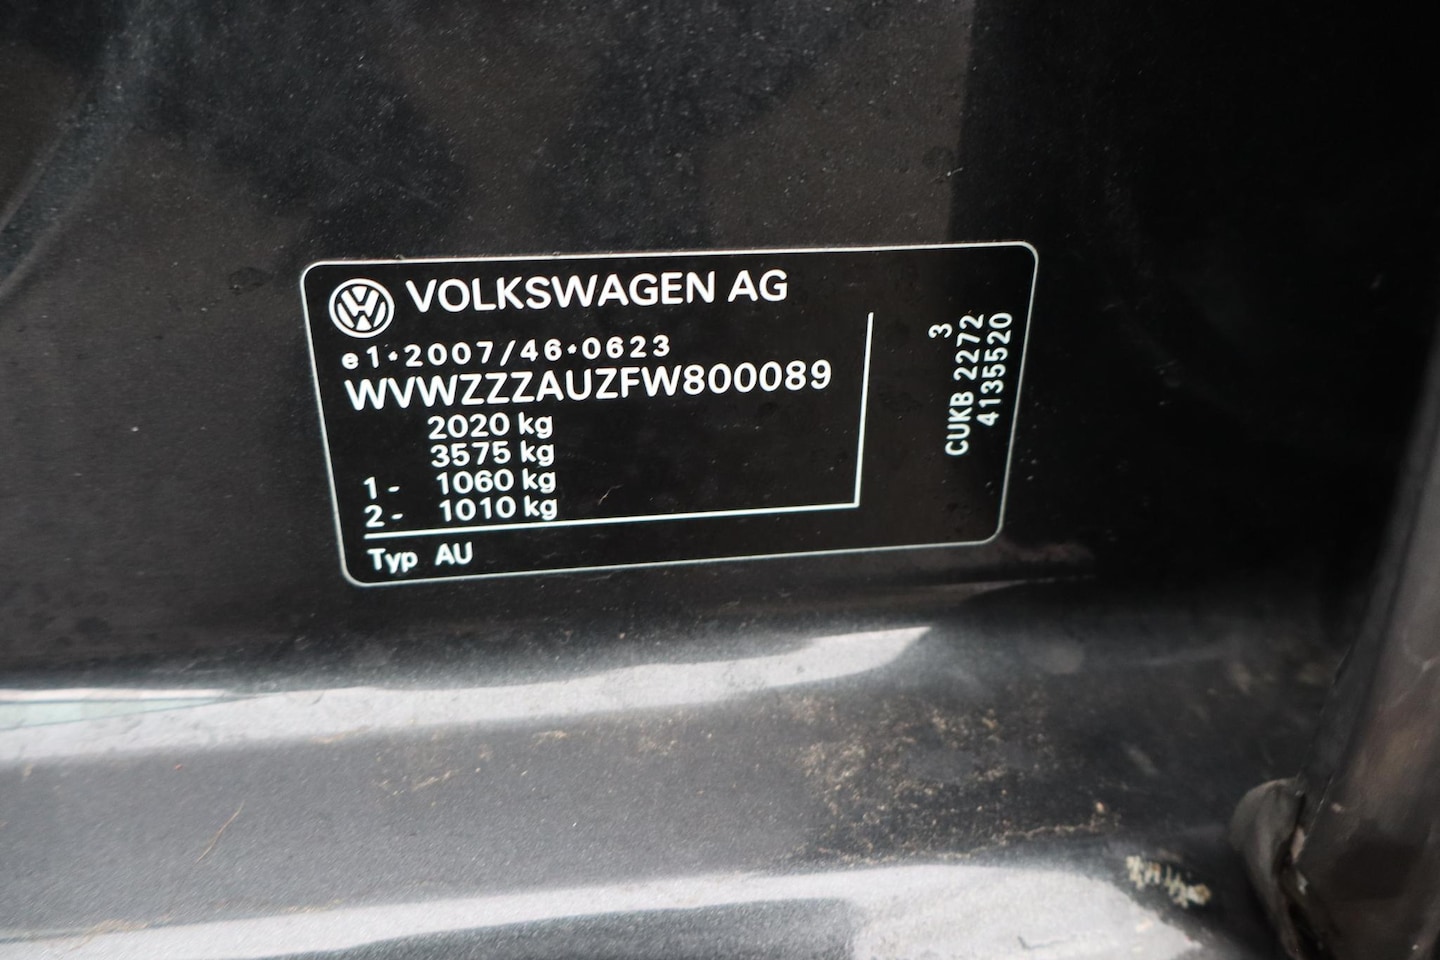 VOLKSWAGEN AG
e1*2007/46*0623
WVWZZZAUZFW800089
2020 kg
3575 kg
1- 1060 kg
2- 1010 kg
Typ AU
3
CUKB 2272
4135520